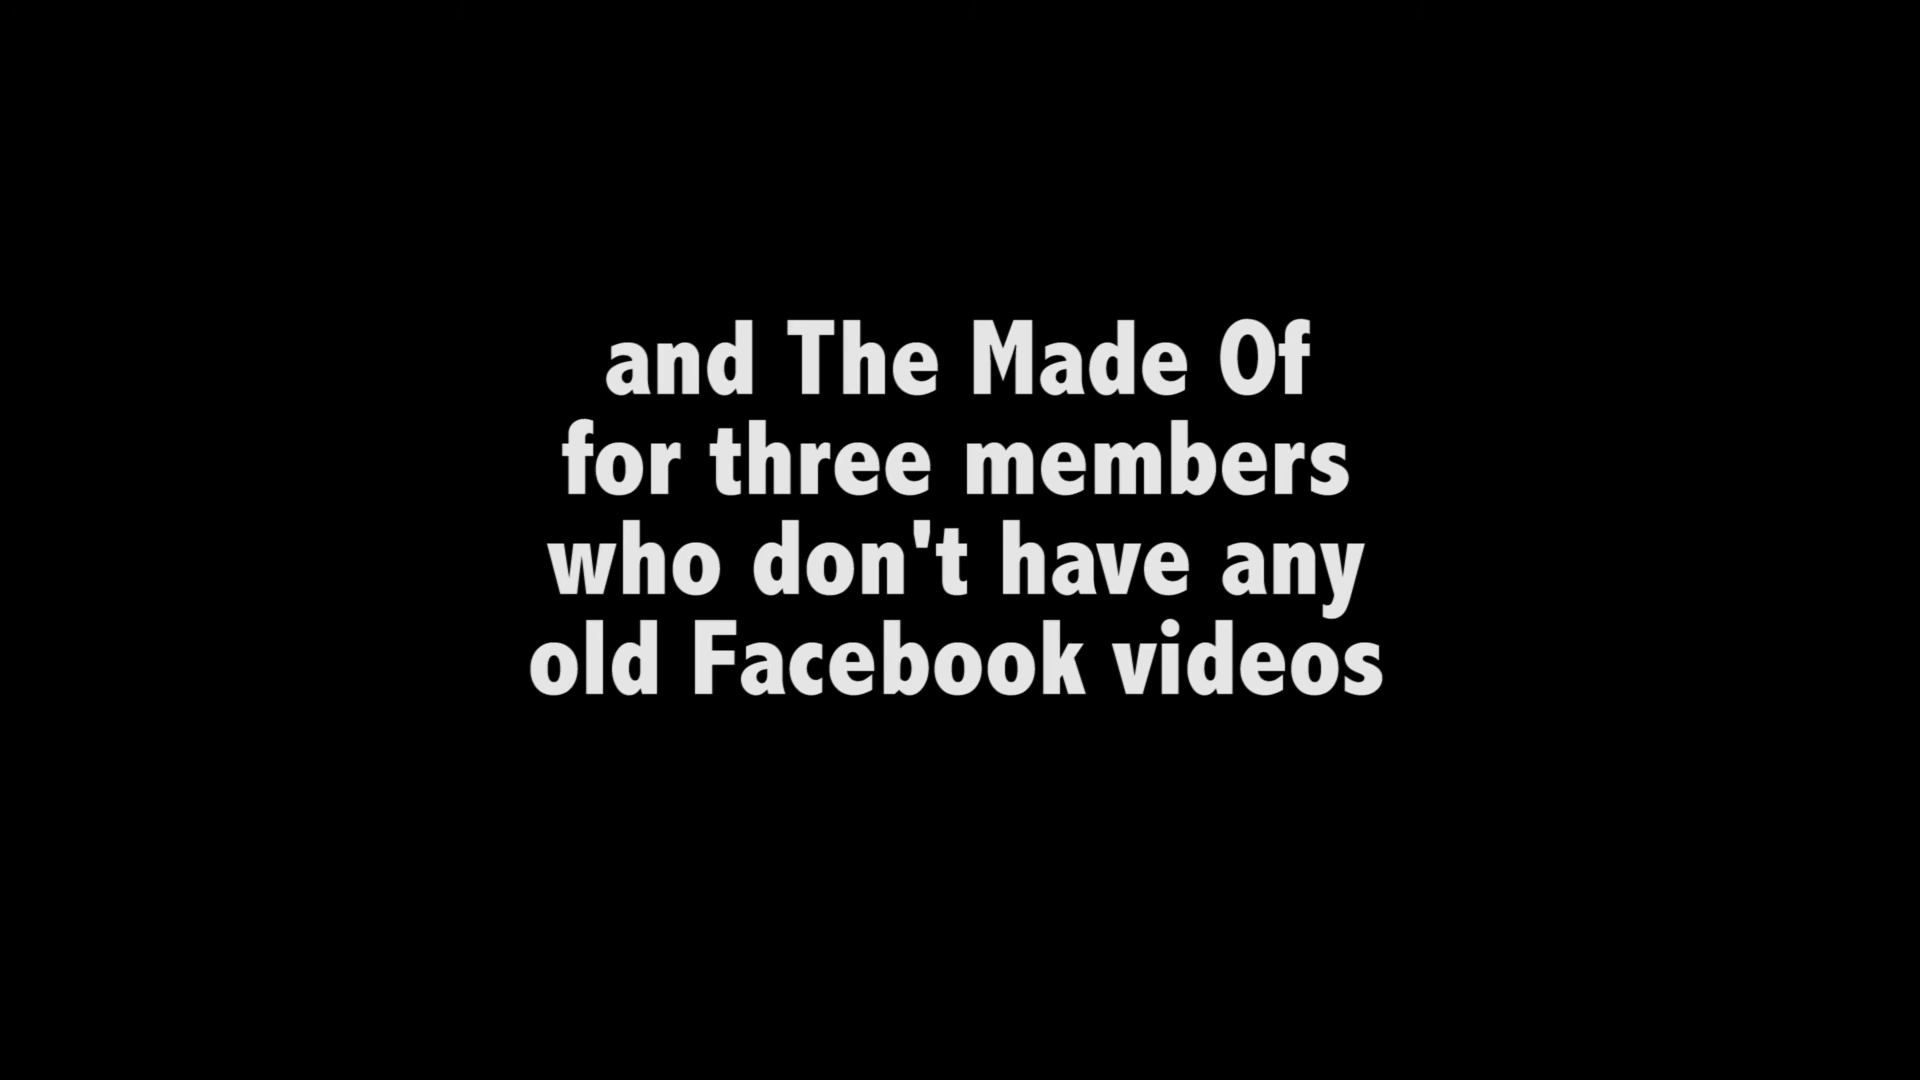 and The Made Of
for three members
who don't have any
old Facebook videos